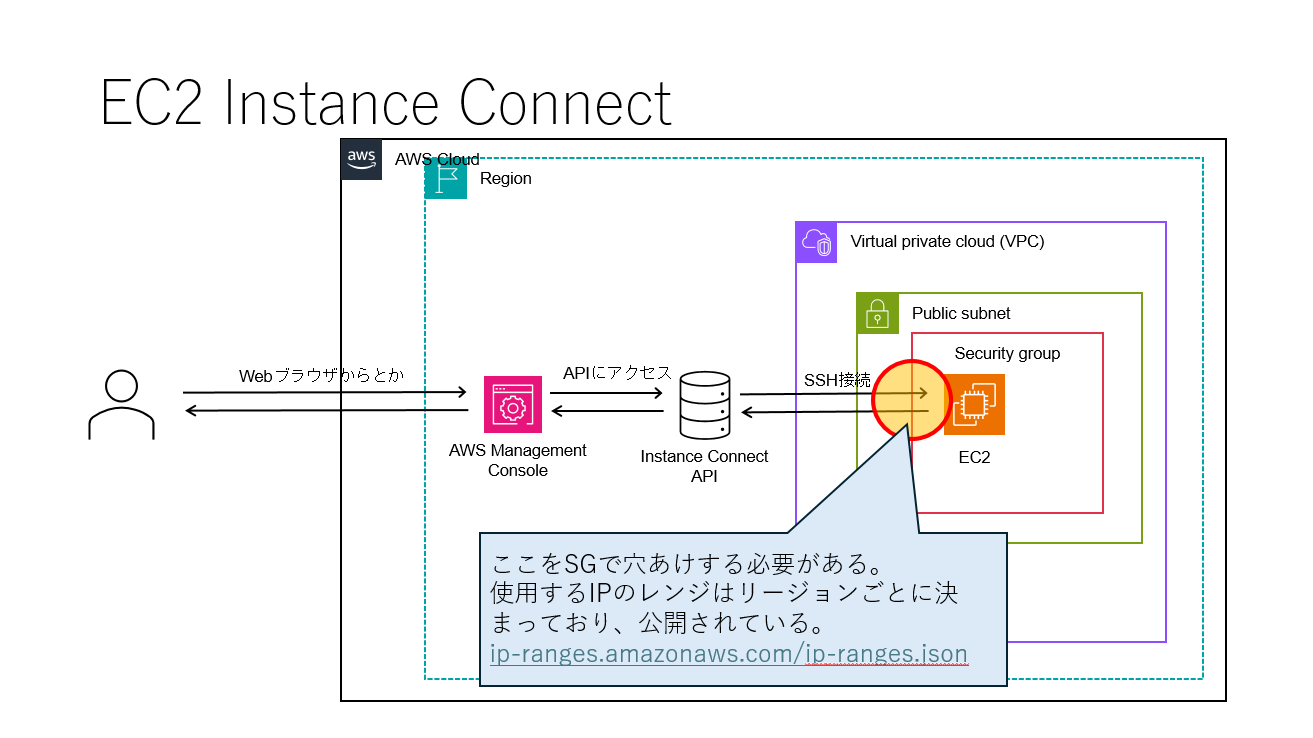 EC2 Instance Connect
aws
AWS Cloud
Region
Virtual private cloud (VPC)
Public subnet
Security group
Webブラウザからとか
APIにアクセス
SSH接続
AWS Management
Console
Instance Connect
API
EC2
ここをSGで穴あけする必要がある。
使用するIPのレンジはリージョンごとに決
まっており、公開されている。
ip-ranges.amazonaws.com/ip-ranges.json